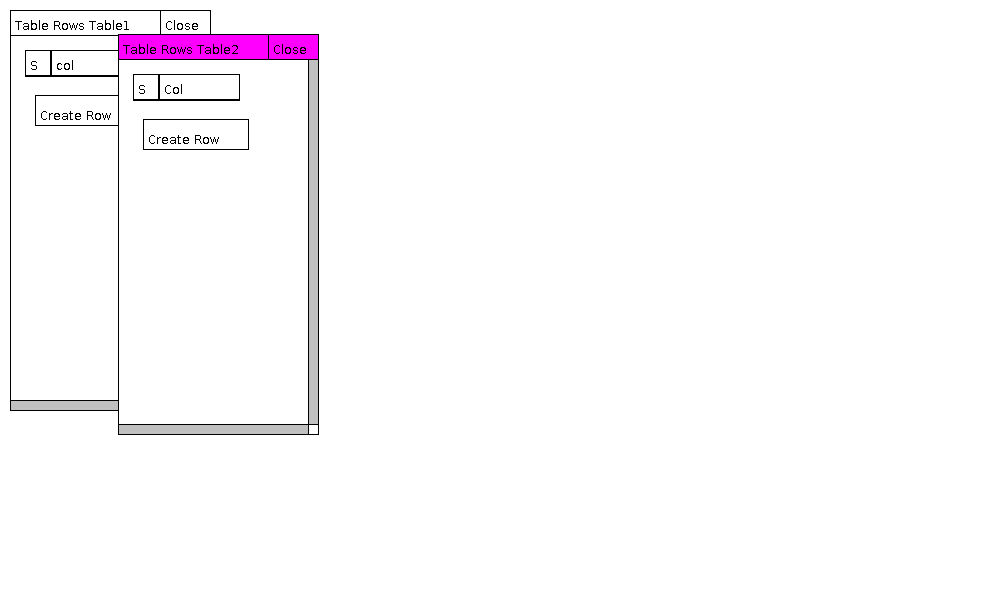 Table Rows Table1 Close
S col
Create Row
Table Rows Table2 Close
S Col
Create Row